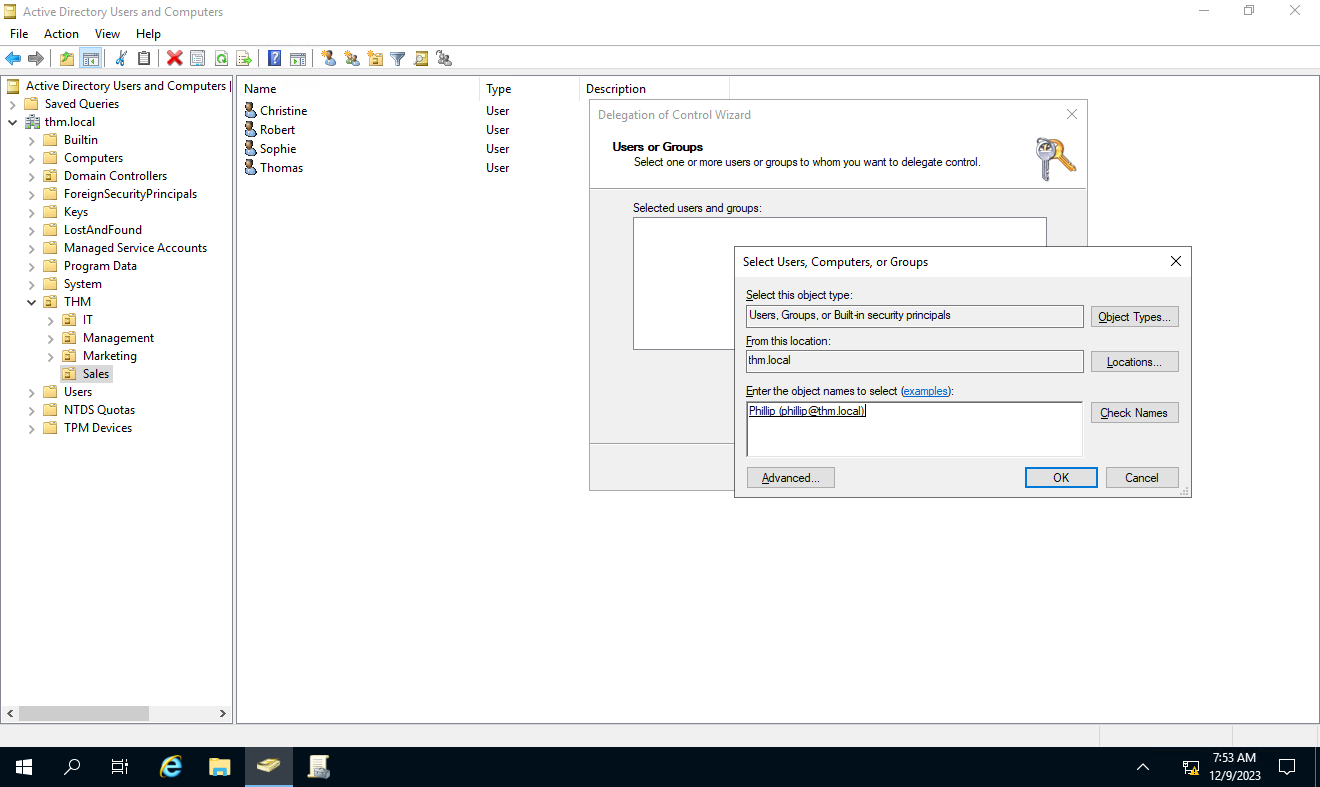 Active Directory Users and Computers
File Action View Help
Active Directory Users and Computers
Saved Queries
thm.local
Builtin
Computers
Domain Controllers
ForeignSecurityPrincipals
Keys
LostAndFound
Managed Service Accounts
Program Data
System
THM
IT
Management
Marketing
Sales
Users
NTDS Quotas
TPM Devices
Name Type Description
Christine User
Robert User
Sophie User
Thomas User
Delegation of Control Wizard
Users or Groups
Select one or more users or groups to whom you want to delegate control.
Selected users and groups:
Select Users, Computers, or Groups
Select this object type:
Users, Groups, or Built-in security principals
Object Types...
From this location:
thm.local
Locations...
Enter the object names to select (examples):
Phillip (phillip@thm.local)
Check Names
Advanced...
OK
Cancel
7:53 AM
12/9/2023